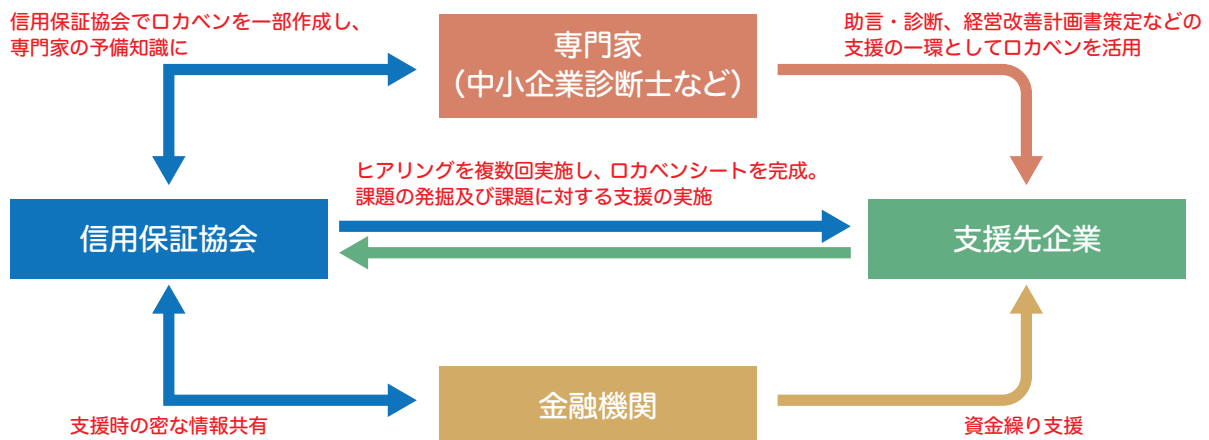 信用保証協会でロカベンを一部作成し、
専門家の予備知識に
専門家
（中小企業診断士など）
助言・診断、経営改善計画書策定などの
支援の一環としてロカベンを活用
ヒアリングを複数回実施し、ロカベンシートを完成。
課題の発掘及び課題に対する支援の実施
信用保証協会
支援先企業
金融機関
支援時の密な情報共有
資金繰り支援